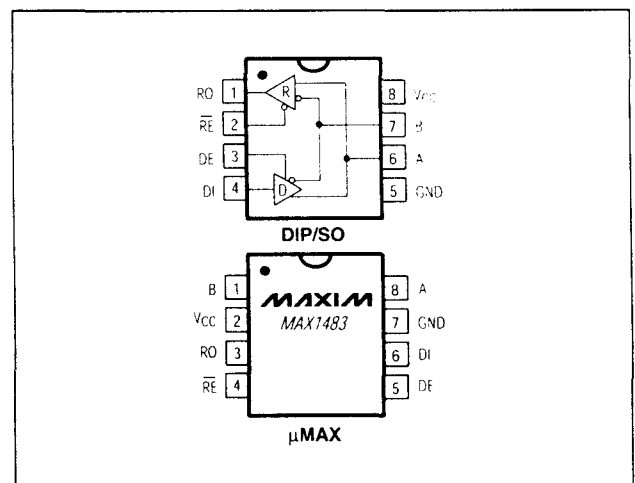 RO 1 R 8 VCC
RE 2 7 B
DE 3 6 A
DI 4 D 5 GND
DIP/SO
B 1 MAXIM 8 A
VCC 2 MAX1483 7 GND
RO 3 6 DI
RE 4 5 DE
μMAX